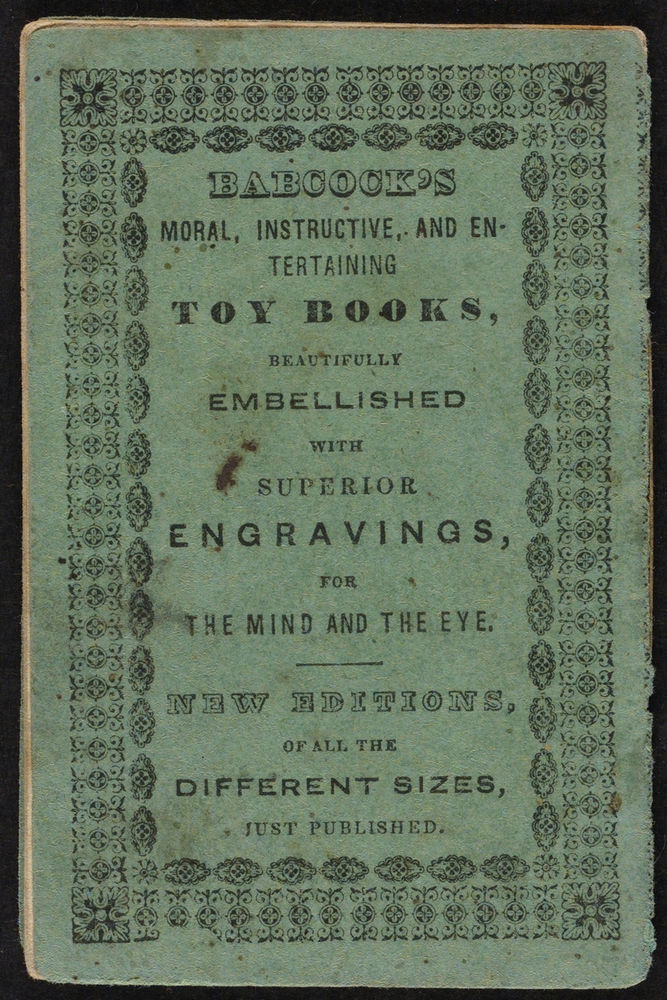 BABCOCK'S
MORAL, INSTRUCTIVE, AND EN-
TERTAINING
TOY BOOKS,
BEAUTIFULLY
EMBELLISHED
WITH
SUPERIOR
ENGRAVINGS,
FOR
THE MIND AND THE EYE.
NEW EDITIONS,
OF ALL THE
DIFFERENT SIZES,
JUST PUBLISHED.